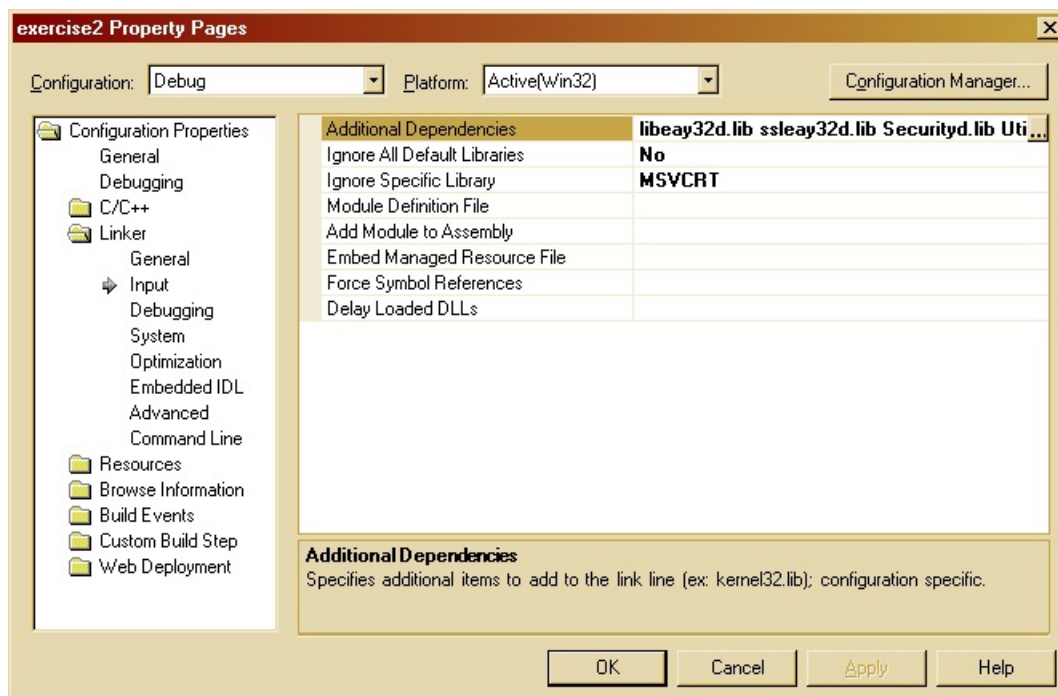 exercise2 Property Pages
Configuration: Debug Platform: Active(Win32) Configuration Manager...
Configuration Properties
General
Debugging
C/C++
Linker
General
Input
Debugging
System
Optimization
Embedded IDL
Advanced
Command Line
Resources
Browse Information
Build Events
Custom Build Step
Web Deployment
Additional Dependencies libeay32d.lib ssleay32d.lib Securityd.lib Uti...
Ignore All Default Libraries No
Ignore Specific Library MSVCRT
Module Definition File
Add Module to Assembly
Embed Managed Resource File
Force Symbol References
Delay Loaded DLLs
Additional Dependencies
Specifies additional items to add to the link line (ex: kernel32.lib); configuration specific.
OK Cancel Apply Help